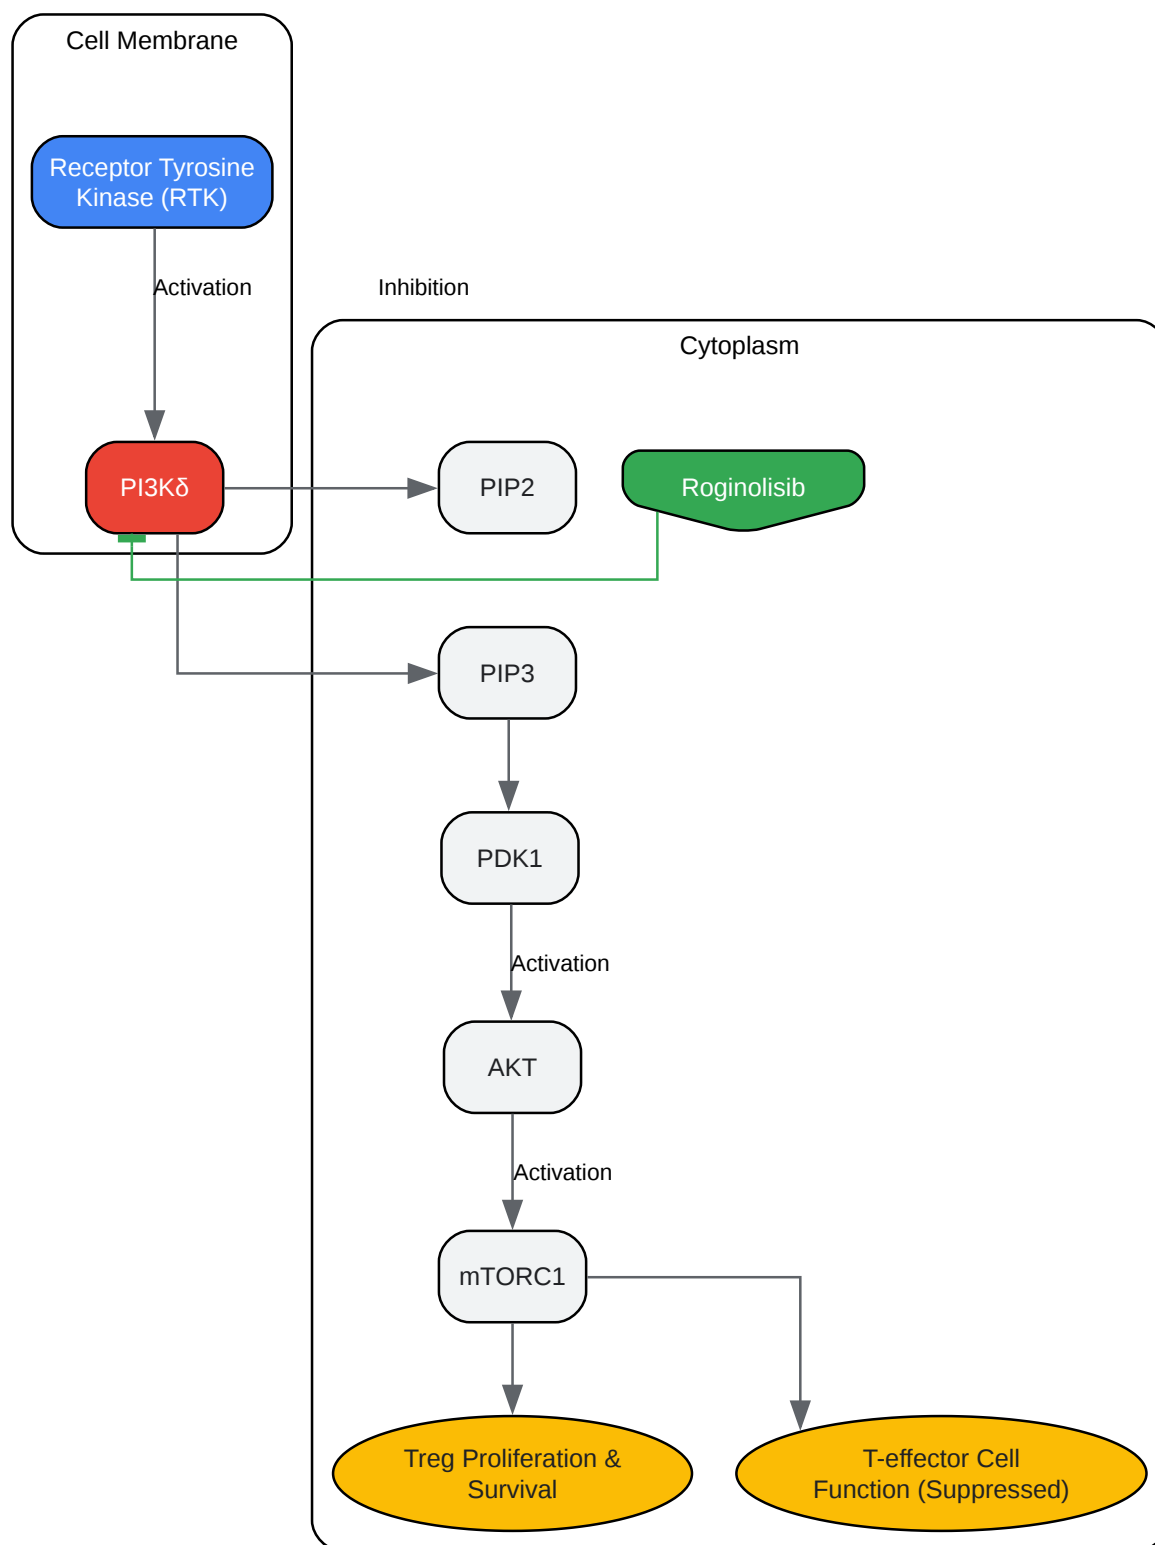 Cell Membrane
Receptor Tyrosine
Kinase (RTK)
Activation
Inhibition
Cytoplasm
PI3Kδ
PIP2
Roginolisib
PIP3
PDK1
Activation
AKT
Activation
mTORC1
Treg Proliferation &
Survival
T-effector Cell
Function (Suppressed)